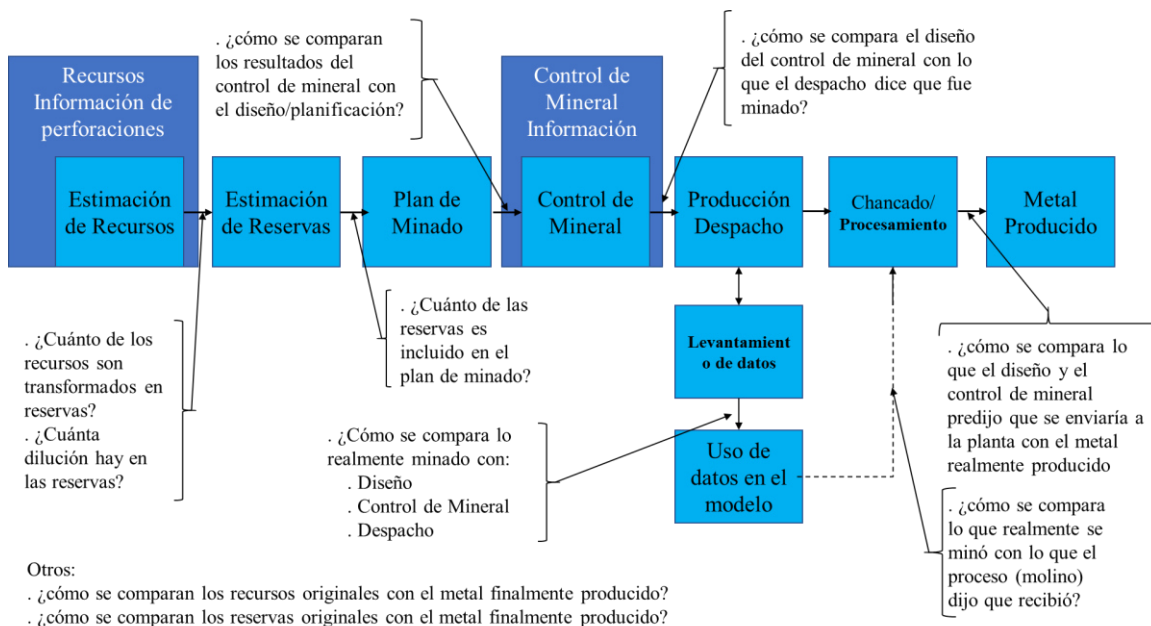 . ¿cómo se comparan
los resultados del
control de mineral con
el diseño/planificación?
. ¿cómo se compara el diseño
del control de mineral con lo
que el despacho dice que fue
minado?
Recursos
Información de
perforaciones
Control de
Mineral
Información
Estimación
de Recursos
Estimación
de Reservas
Plan de
Minado
Control de
Mineral
Producción
Despacho
Chancado/
Procesamiento
Metal
Producido
. ¿Cuánto de los
recursos son
transformados en
reservas?
. ¿Cuánta
dilución hay en
las reservas?
. ¿Cuánto de las
reservas es
incluido en el
plan de minado?
Levantamient
o de datos
. ¿cómo se compara lo
que el diseño y el
control de mineral
predijo que se enviaría a
la planta con el metal
realmente producido
. ¿Cómo se compara lo
realmente minado con:
. Diseño
. Control de Mineral
. Despacho
Uso de
datos en el
modelo
. ¿cómo se compara
lo que realmente se
minó con lo que el
proceso (molino)
dijo que recibió?
Otros:
. ¿cómo se comparan los recursos originales con el metal finalmente producido?
. ¿cómo se comparan los reservas originales con el metal finalmente producido?